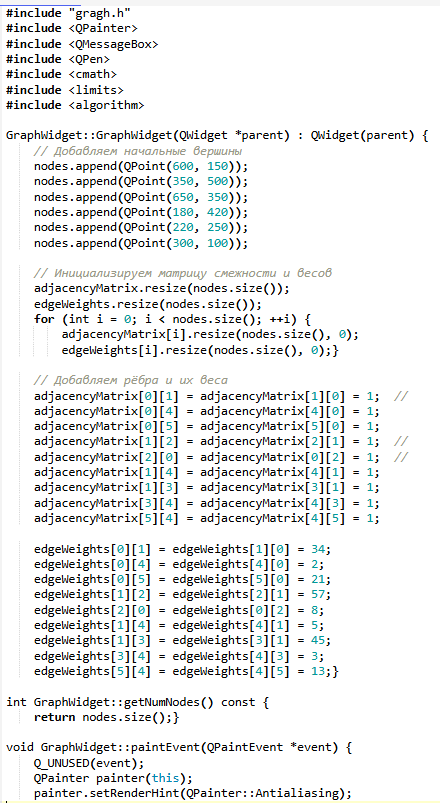 #include "gragh.h"
#include <QPainter>
#include <QMessageBox>
#include <QPen>
#include <cmath>
#include <limits>
#include <algorithm>

GraphWidget::GraphWidget(QWidget *parent) : QWidget(parent) {
    // Добавляем начальные вершины
    nodes.append(QPoint(600, 150));
    nodes.append(QPoint(350, 500));
    nodes.append(QPoint(650, 350));
    nodes.append(QPoint(180, 420));
    nodes.append(QPoint(220, 250));
    nodes.append(QPoint(300, 100));

    // Инициализируем матрицу смежности и весов
    adjacencyMatrix.resize(nodes.size());
    edgeWeights.resize(nodes.size());
    for (int i = 0; i < nodes.size(); ++i) {
        adjacencyMatrix[i].resize(nodes.size(), 0);
        edgeWeights[i].resize(nodes.size(), 0);}

    // Добавляем рёбра и их веса
    adjacencyMatrix[0][1] = adjacencyMatrix[1][0] = 1;  //
    adjacencyMatrix[0][4] = adjacencyMatrix[4][0] = 1;
    adjacencyMatrix[0][5] = adjacencyMatrix[5][0] = 1;
    adjacencyMatrix[1][2] = adjacencyMatrix[2][1] = 1;  //
    adjacencyMatrix[2][0] = adjacencyMatrix[0][2] = 1;  //
    adjacencyMatrix[1][4] = adjacencyMatrix[4][1] = 1;
    adjacencyMatrix[1][3] = adjacencyMatrix[3][1] = 1;
    adjacencyMatrix[3][4] = adjacencyMatrix[4][3] = 1;
    adjacencyMatrix[5][4] = adjacencyMatrix[4][5] = 1;

    edgeWeights[0][1] = edgeWeights[1][0] = 34;
    edgeWeights[0][4] = edgeWeights[4][0] = 2;
    edgeWeights[0][5] = edgeWeights[5][0] = 21;
    edgeWeights[1][2] = edgeWeights[2][1] = 57;
    edgeWeights[2][0] = edgeWeights[0][2] = 8;
    edgeWeights[1][4] = edgeWeights[4][1] = 5;
    edgeWeights[1][3] = edgeWeights[3][1] = 45;
    edgeWeights[3][4] = edgeWeights[4][3] = 3;
    edgeWeights[5][4] = edgeWeights[4][5] = 13;}

int GraphWidget::getNumNodes() const {
    return nodes.size();}

void GraphWidget::paintEvent(QPaintEvent *event) {
    Q_UNUSED(event);
    QPainter painter(this);
    painter.setRenderHint(QPainter::Antialiasing);